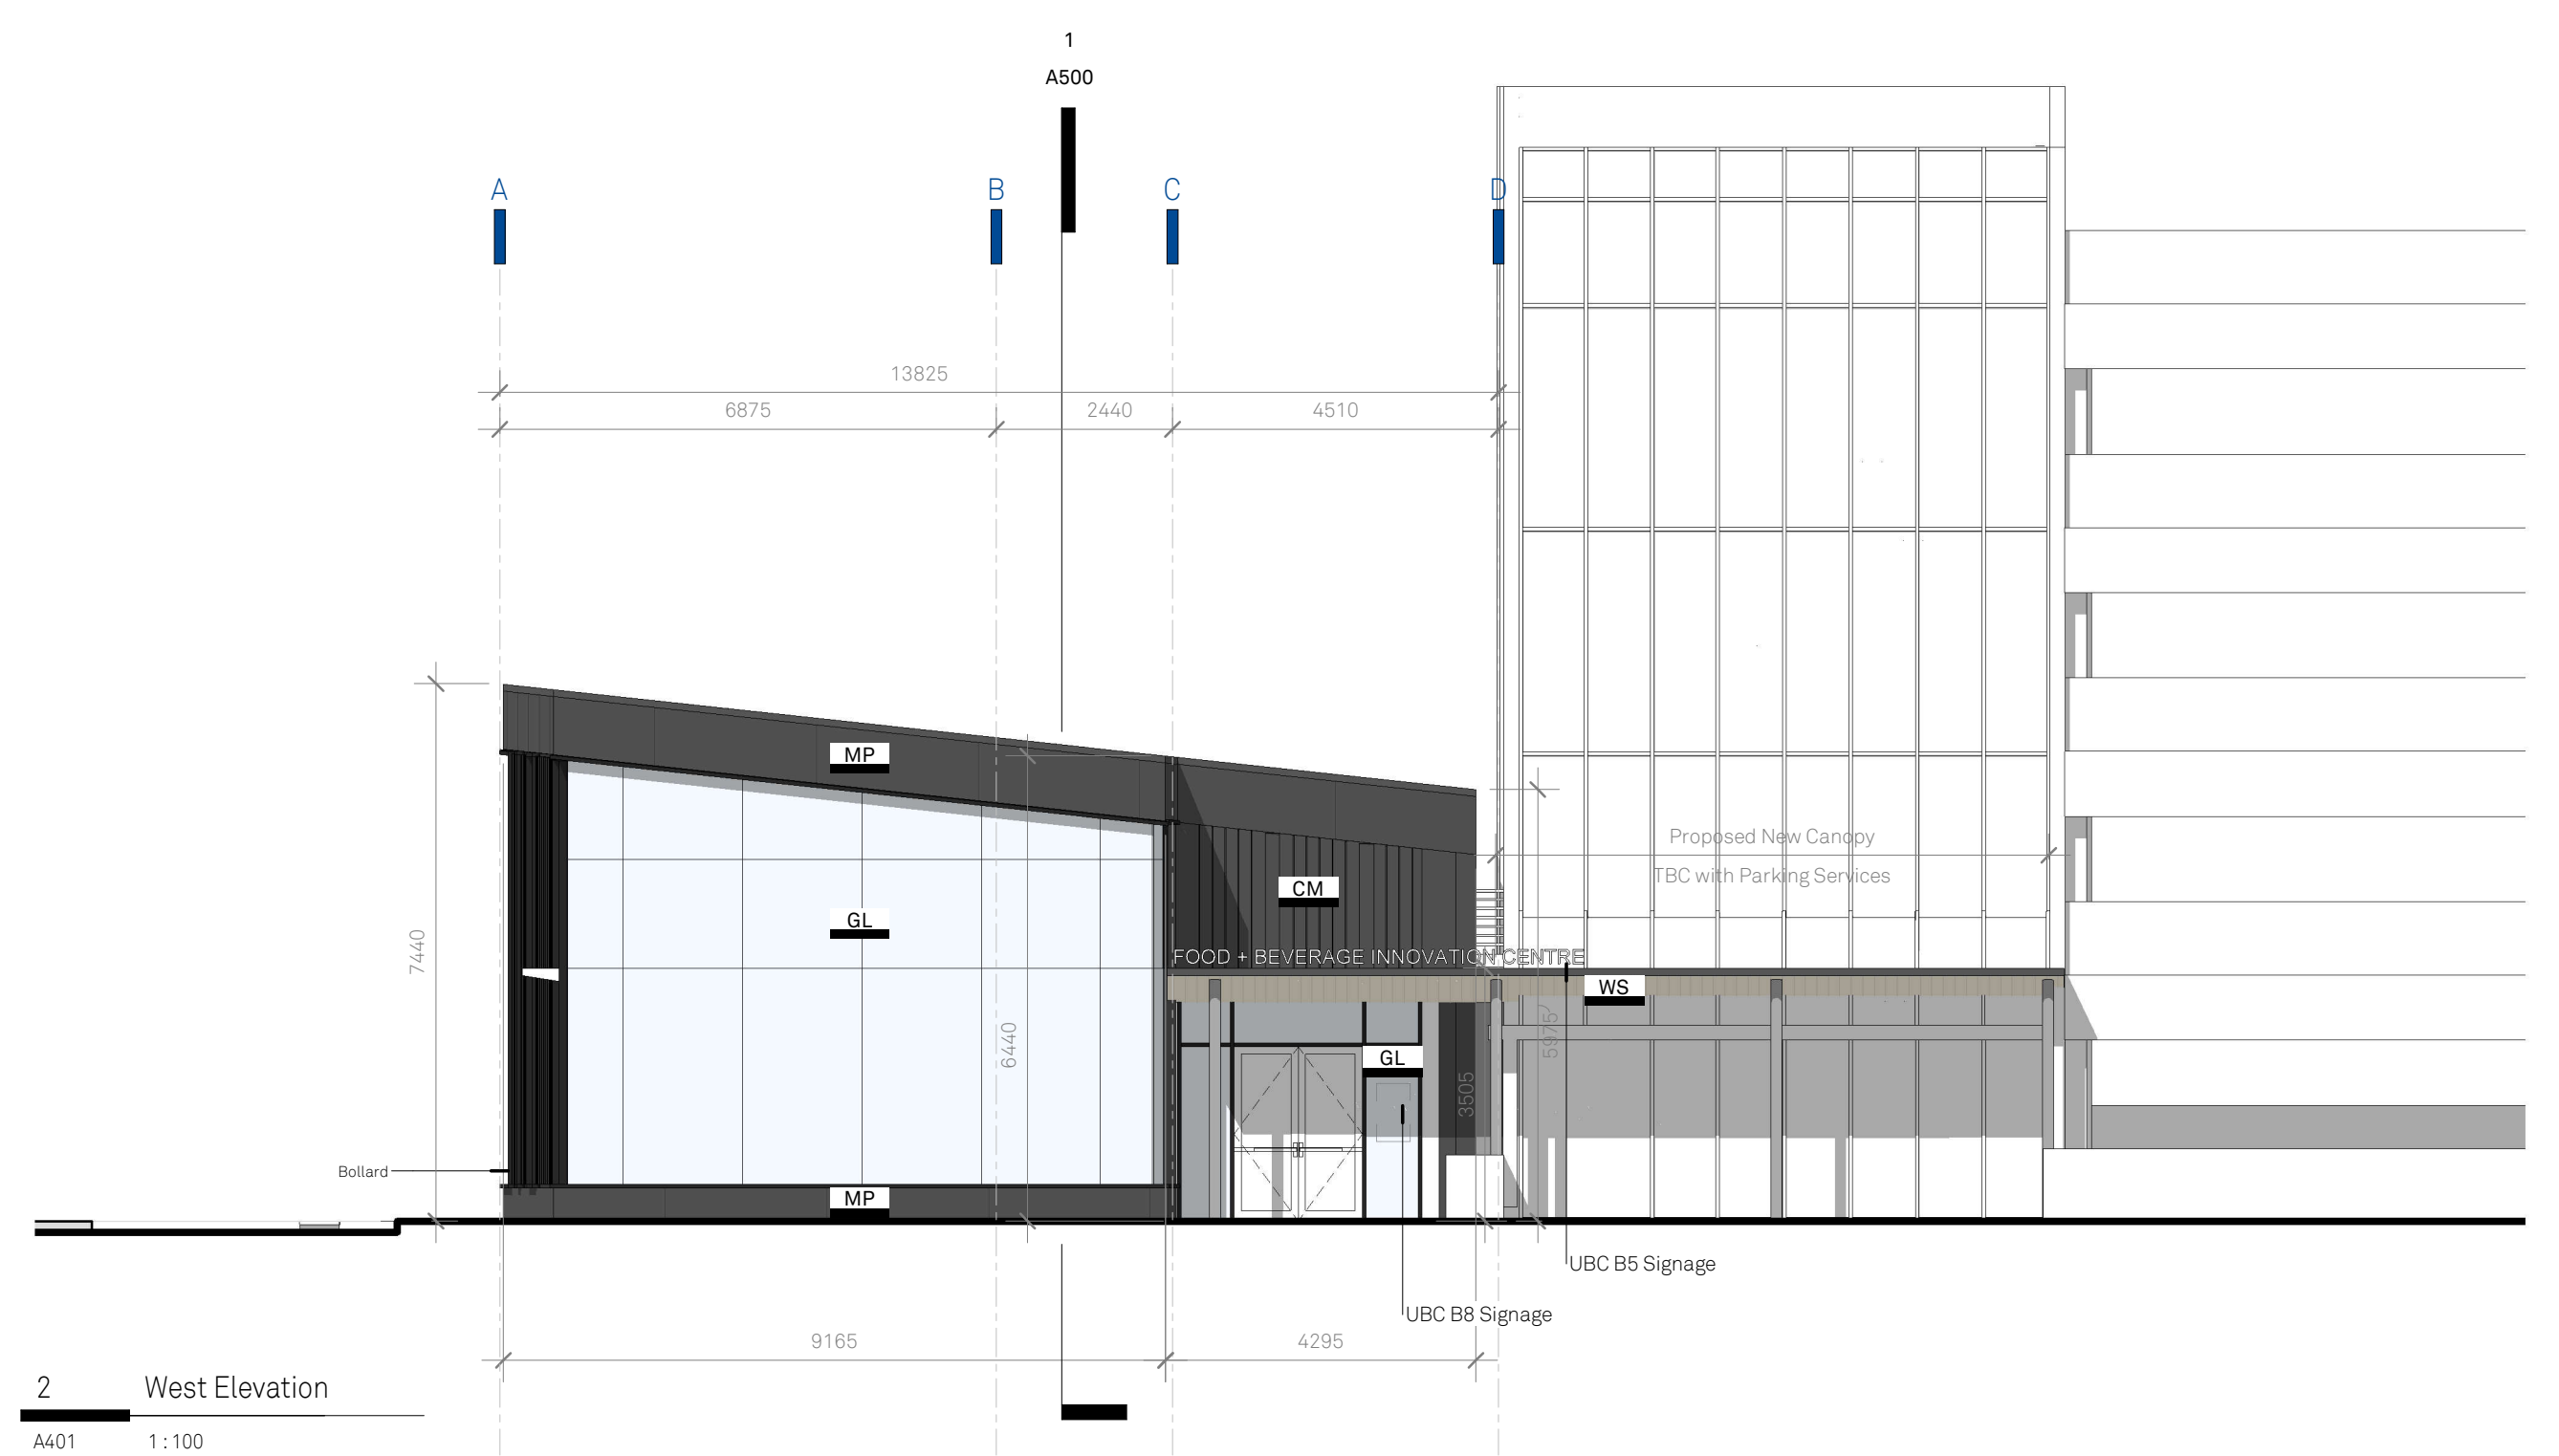 1
A500
A
B
C
D
13825
6875
2440
4510
MP
Proposed New Canopy
TBC with Parking Services
CM
GL
7440
FOOD + BEVERAGE INNOVATION CENTRE
WS
6440
5975
GL
3505
Bollard
MP
UBC B5 Signage
UBC B8 Signage
9165
4295
2
West Elevation
A401
1 : 100